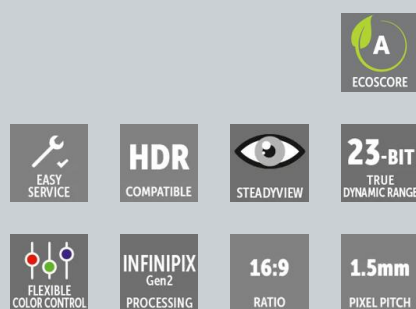 A
ECOSCORE
EASY
SERVICE
HDR
COMPATIBLE
STEADYVIEW
23-BIT
TRUE
DYNAMIC RANGE
FLEXIBLE
COLOR CONTROL
INFINIPIX
Gen2
PROCESSING
16:9
RATIO
1.5mm
PIXEL PITCH